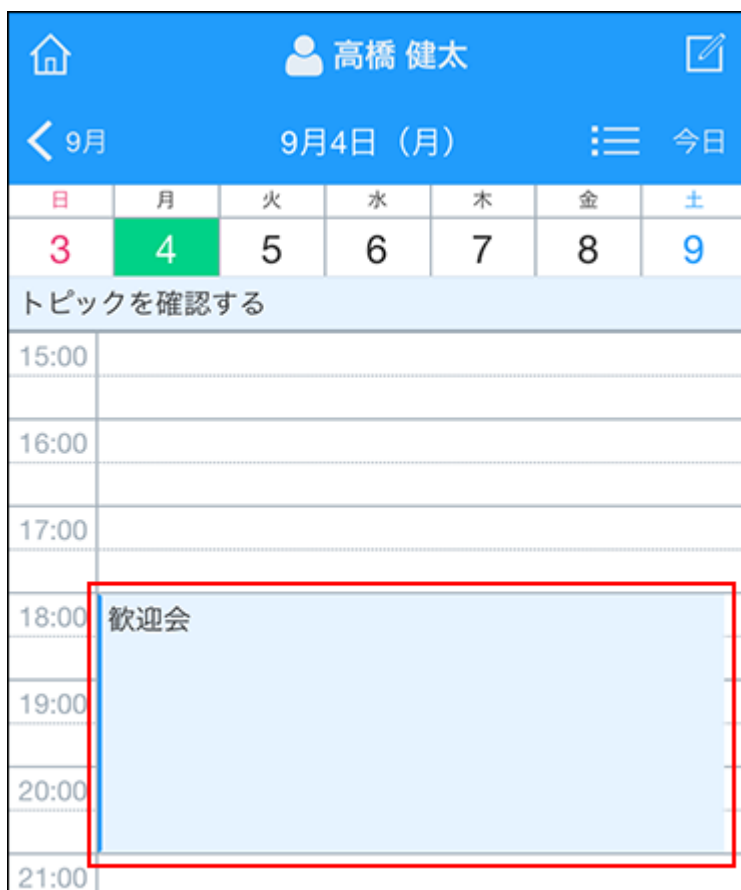 高橋 健太
9月
9月4日（月）
今日
日 月 火 水 木 金 土
3 4 5 6 7 8 9
トピックを確認する
15:00
16:00
17:00
18:00 歓迎会
19:00
20:00
21:00